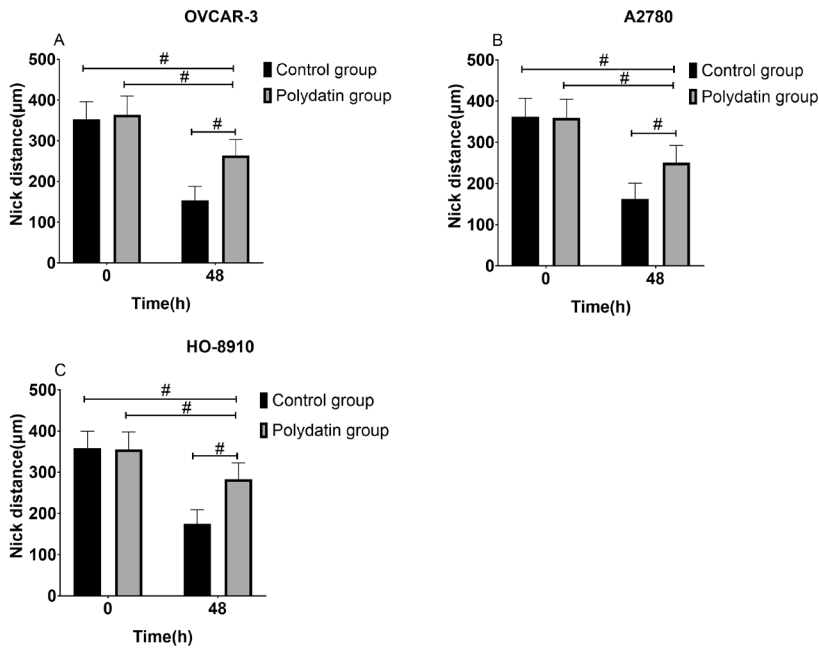 OVCAR-3
A
#
#
#
Control group
Polydatin group
500
400
300
200
100
0
Nick distance(μm)
0
48
Time(h)
A2780
B
#
#
#
Control group
Polydatin group
500
400
300
200
100
0
Nick distance(μm)
0
48
Time(h)
HO-8910
C
#
#
#
Control group
Polydatin group
500
400
300
200
100
0
Nick distance(μm)
0
48
Time(h)